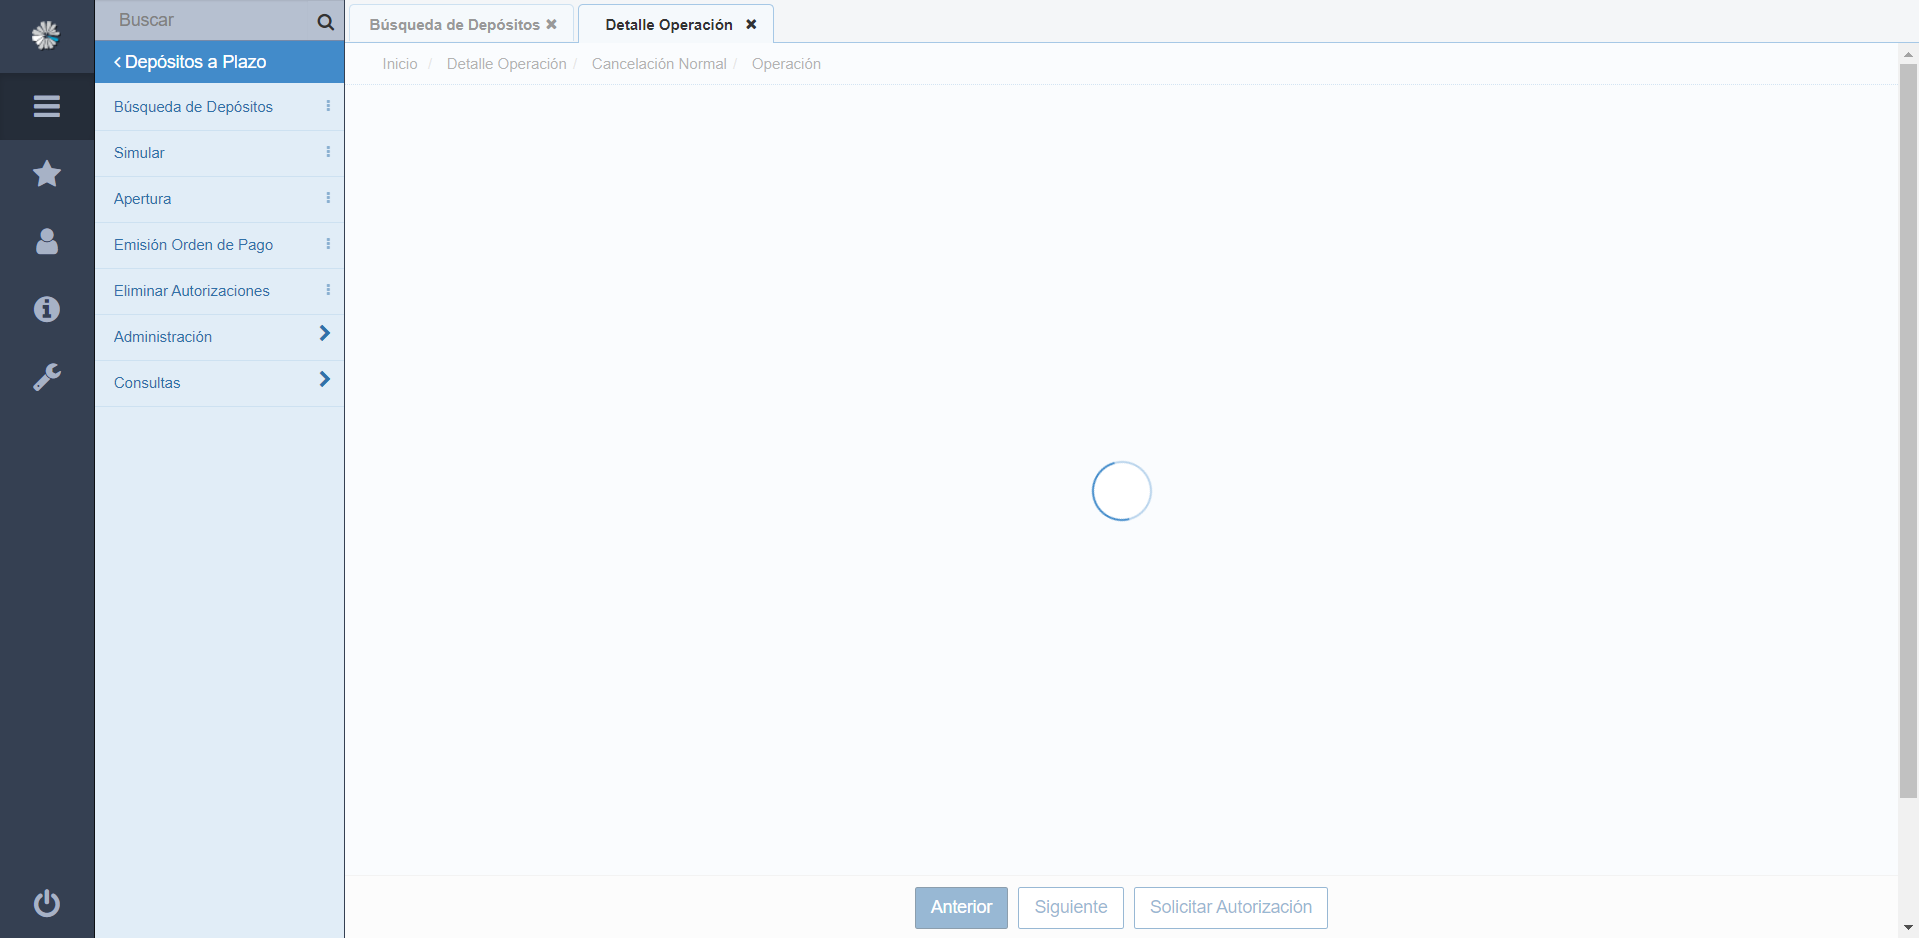 Buscar
Búsqueda de Depósitos
Detalle Operación
Depósitos a Plazo
Inicio / Detalle Operación / Cancelación Normal / Operación
Búsqueda de Depósitos
Simular
Apertura
Emisión Orden de Pago
Eliminar Autorizaciones
Administración
Consultas
Anterior
Siguiente
Solicitar Autorización